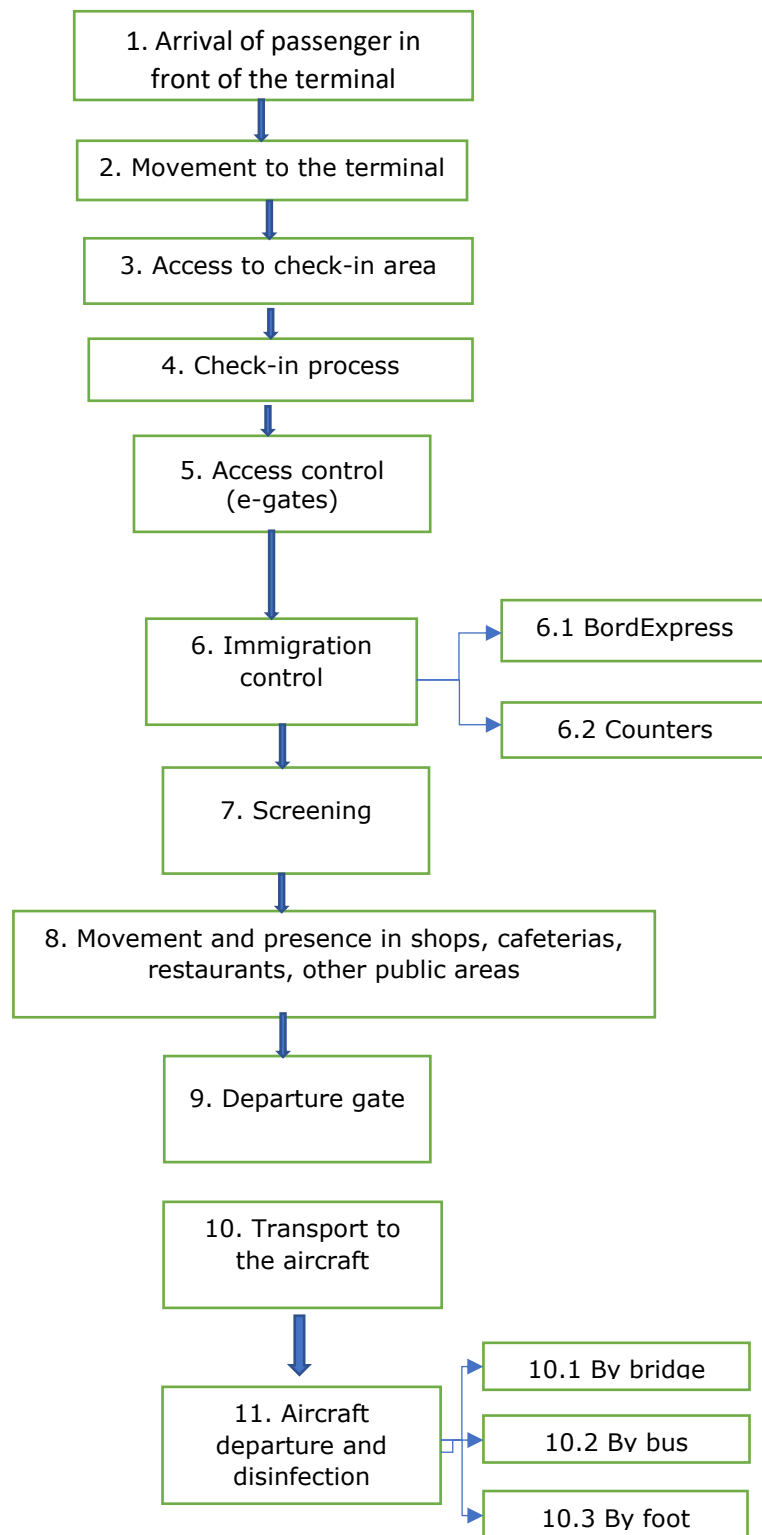 1. Arrival of passenger in
front of the terminal
2. Movement to the terminal
3. Access to check-in area
4. Check-in process
5. Access control
(e-gates)
6. Immigration
control
6.1 BordExpress
6.2 Counters
7. Screening
8. Movement and presence in shops, cafeterias,
restaurants, other public areas
9. Departure gate
10. Transport to
the aircraft
11. Aircraft
departure and
disinfection
10.1 By bridge
10.2 By bus
10.3 By foot